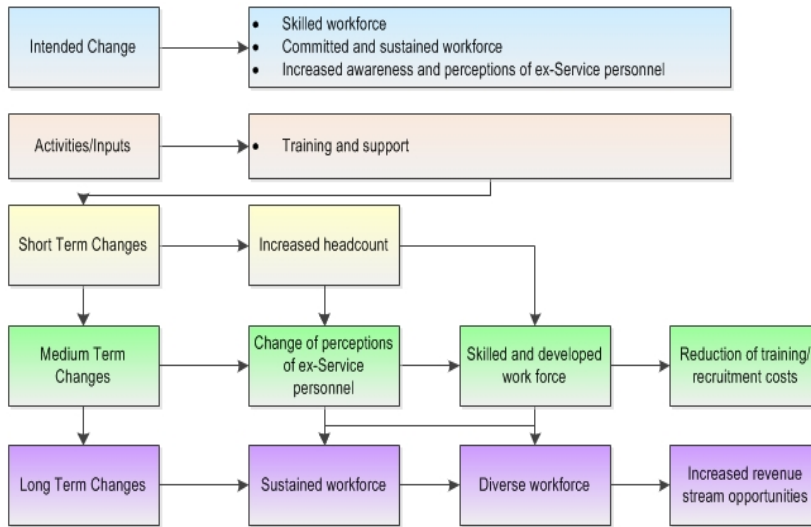 Intended Change
• Skilled workforce
• Committed and sustained workforce
• Increased awareness and perceptions of ex-Service personnel
Activities/Inputs
• Training and support
Short Term Changes
Increased headcount
Medium Term
Changes
Change of perceptions
of ex-Service
personnel
Skilled and developed
work force
Reduction of training/
recruitment costs
Long Term Changes
Sustained workforce
Diverse workforce
Increased revenue
stream opportunities